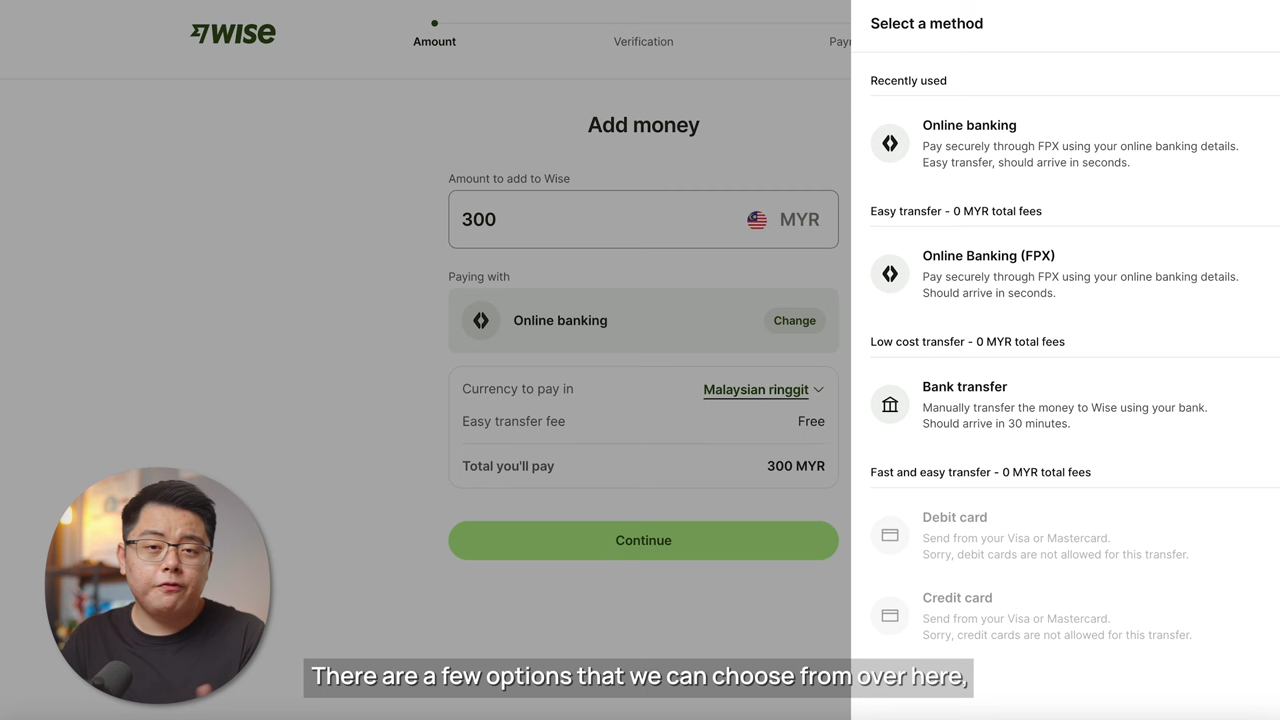 WISE
Amount
Verification
Payn
Add money
Amount to add to Wise
300
MYR
Paying with
Online banking
Change
Currency to pay in
Malaysian ringgit
Easy transfer fee
Free
Total you'll pay
300 MYR
Continue
Select a method
Recently used
Online banking
Pay securely through FPX using your online banking details.
Easy transfer, should arrive in seconds.
Easy transfer - 0 MYR total fees
Online Banking (FPX)
Pay securely through FPX using your online banking details.
Should arrive in seconds.
Low cost transfer - 0 MYR total fees
Bank transfer
Manually transfer the money to Wise using your bank.
Should arrive in 30 minutes.
Fast and easy transfer - 0 MYR total fees
Debit card
Send from your Visa or Mastercard.
Sorry, debit cards are not allowed for this transfer.
Credit card
Send from your Visa or Mastercard.
Sorry, credit cards are not allowed for this transfer.
There are a few options that we can choose from over here,